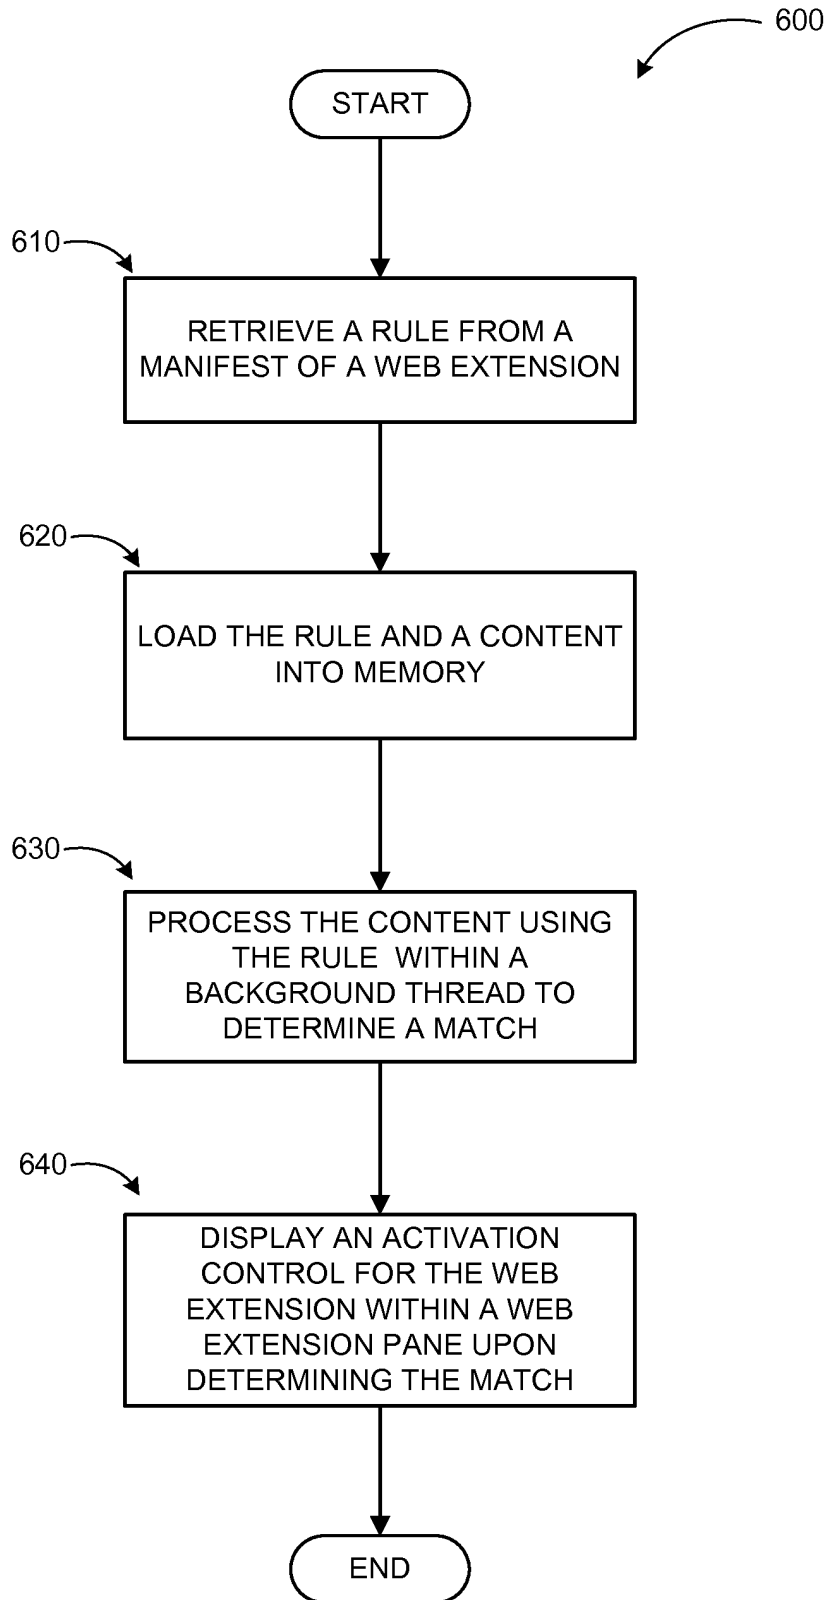 600
START
610
RETRIEVE A RULE FROM A
MANIFEST OF A WEB EXTENSION
620
LOAD THE RULE AND A CONTENT
INTO MEMORY
630
PROCESS THE CONTENT USING
THE RULE WITHIN A
BACKGROUND THREAD TO
DETERMINE A MATCH
640
DISPLAY AN ACTIVATION
CONTROL FOR THE WEB
EXTENSION WITHIN A WEB
EXTENSION PANE UPON
DETERMINING THE MATCH
END